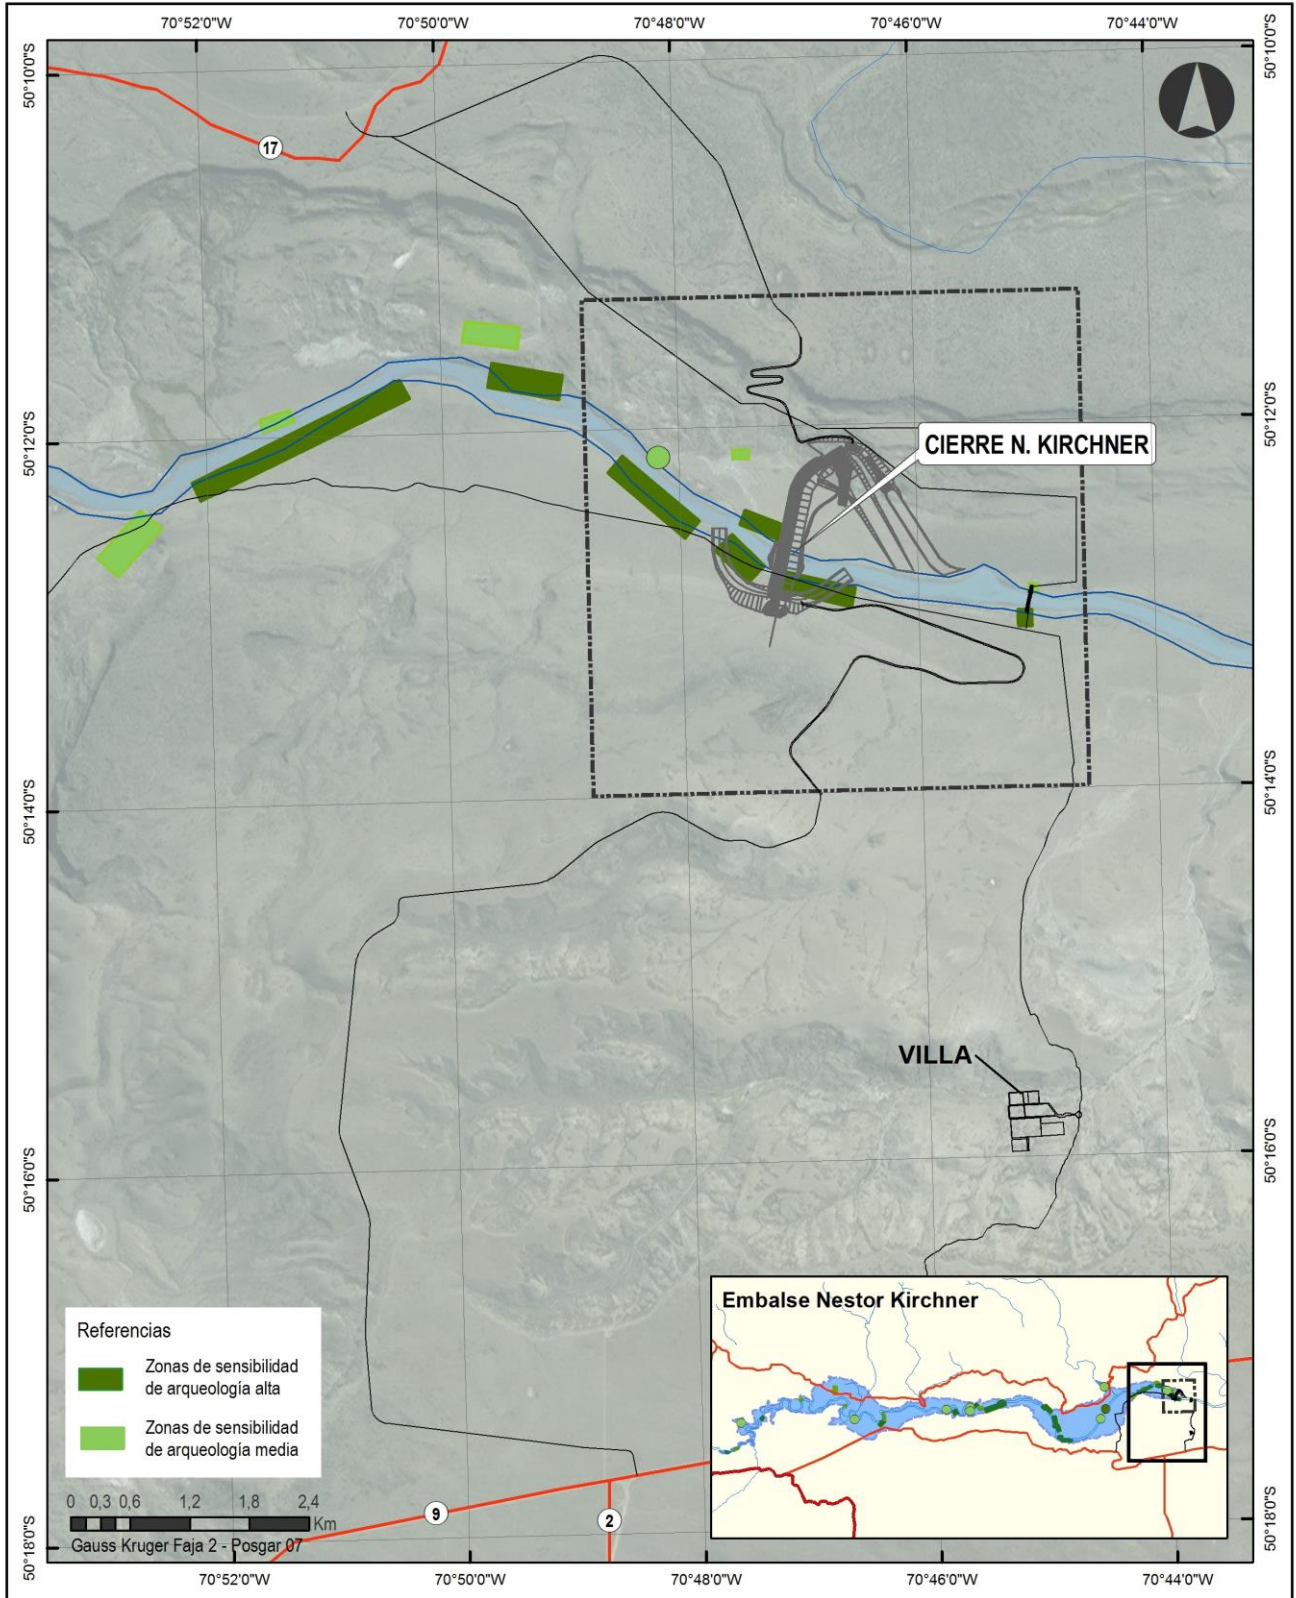 70°52'0"W 70°50'0"W 70°48'0"W 70°46'0"W 70°44'0"W
50°10'0"S
50°10'0"S
17
50°12'0"S
50°12'0"S
CIERRE N. KIRCHNER
50°14'0"S
50°14'0"S
VILLA
50°16'0"S
50°16'0"S
Embalse Nestor Kirchner
Referencias
Zonas de sensibilidad
de arqueología alta
Zonas de sensibilidad
de arqueología media
0 0,3 0,6 1,2 1,8 2,4
Km
Gauss Kruger Faja 2 - Posgar 07
9
2
50°18'0"S
50°18'0"S
70°52'0"W 70°50'0"W 70°48'0"W 70°46'0"W 70°44'0"W